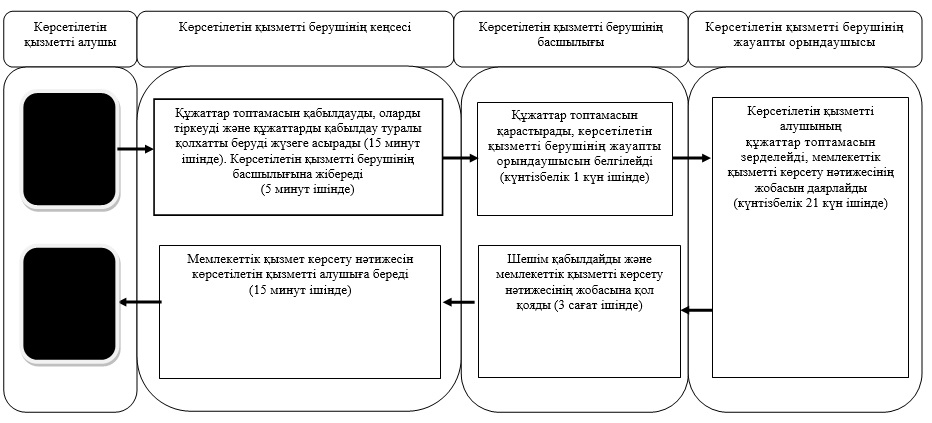 Көрсетілетін
қызметті алушы
Көрсетілетін қызметті берушінің кеңсесі
Көрсетілетін қызметті берушінің
басшылығы
Көрсетілетін қызметті берушінің
жауапты орындаушысы
Құжаттар топтамасын қабылдауды, оларды
тіркеуді және құжаттарды қабылдау туралы
қолхатты беруді жүзеге асырады (15 минут
ішінде). Көрсетілетін қызметті берушінің
басшылығына жібереді
(5 минут ішінде)
Құжаттар топтамасын
қарастырады, көрсетілетін
қызметті берушінің жауапты
орындаушысын белгілейді
(күнтізбелік 1 күн ішінде)
Көрсетілетін қызметті
алушының
құжаттар топтамасын
зерделейді, мемлекеттік
қызметті көрсету нәтижесінің
жобасын даярлайды
(күнтізбелік 21 күн ішінде)
Мемлекеттік қызмет көрсету нәтижесін
көрсетілетін қызметті алушыға береді
(15 минут ішінде)
Шешім қабылдайды және
мемлекеттік қызметті көрсету
нәтижесінің жобасына қол
қояды (3 сағат ішінде)